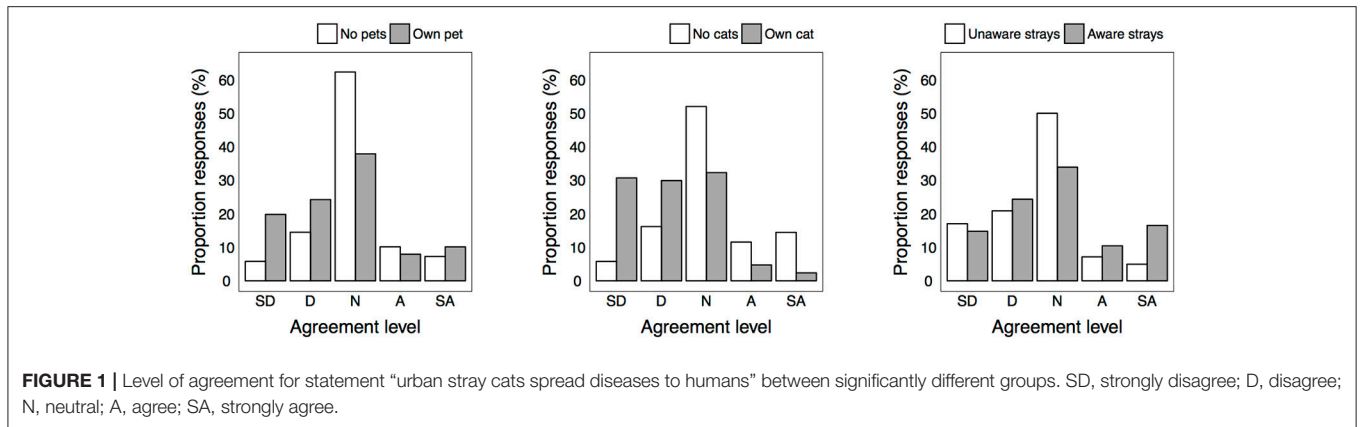 No pets Own pet
Proportion responses (%)
60
50
40
30
20
10
0
SD D N A SA
Agreement level
No cats Own cat
Proportion responses (%)
60
50
40
30
20
10
0
SD D N A SA
Agreement level
Unaware strays Aware strays
Proportion responses (%)
60
50
40
30
20
10
0
SD D N A SA
Agreement level
FIGURE 1 | Level of agreement for statement “urban stray cats spread diseases to humans” between significantly different groups. SD, strongly disagree; D, disagree;
N, neutral; A, agree; SA, strongly agree.